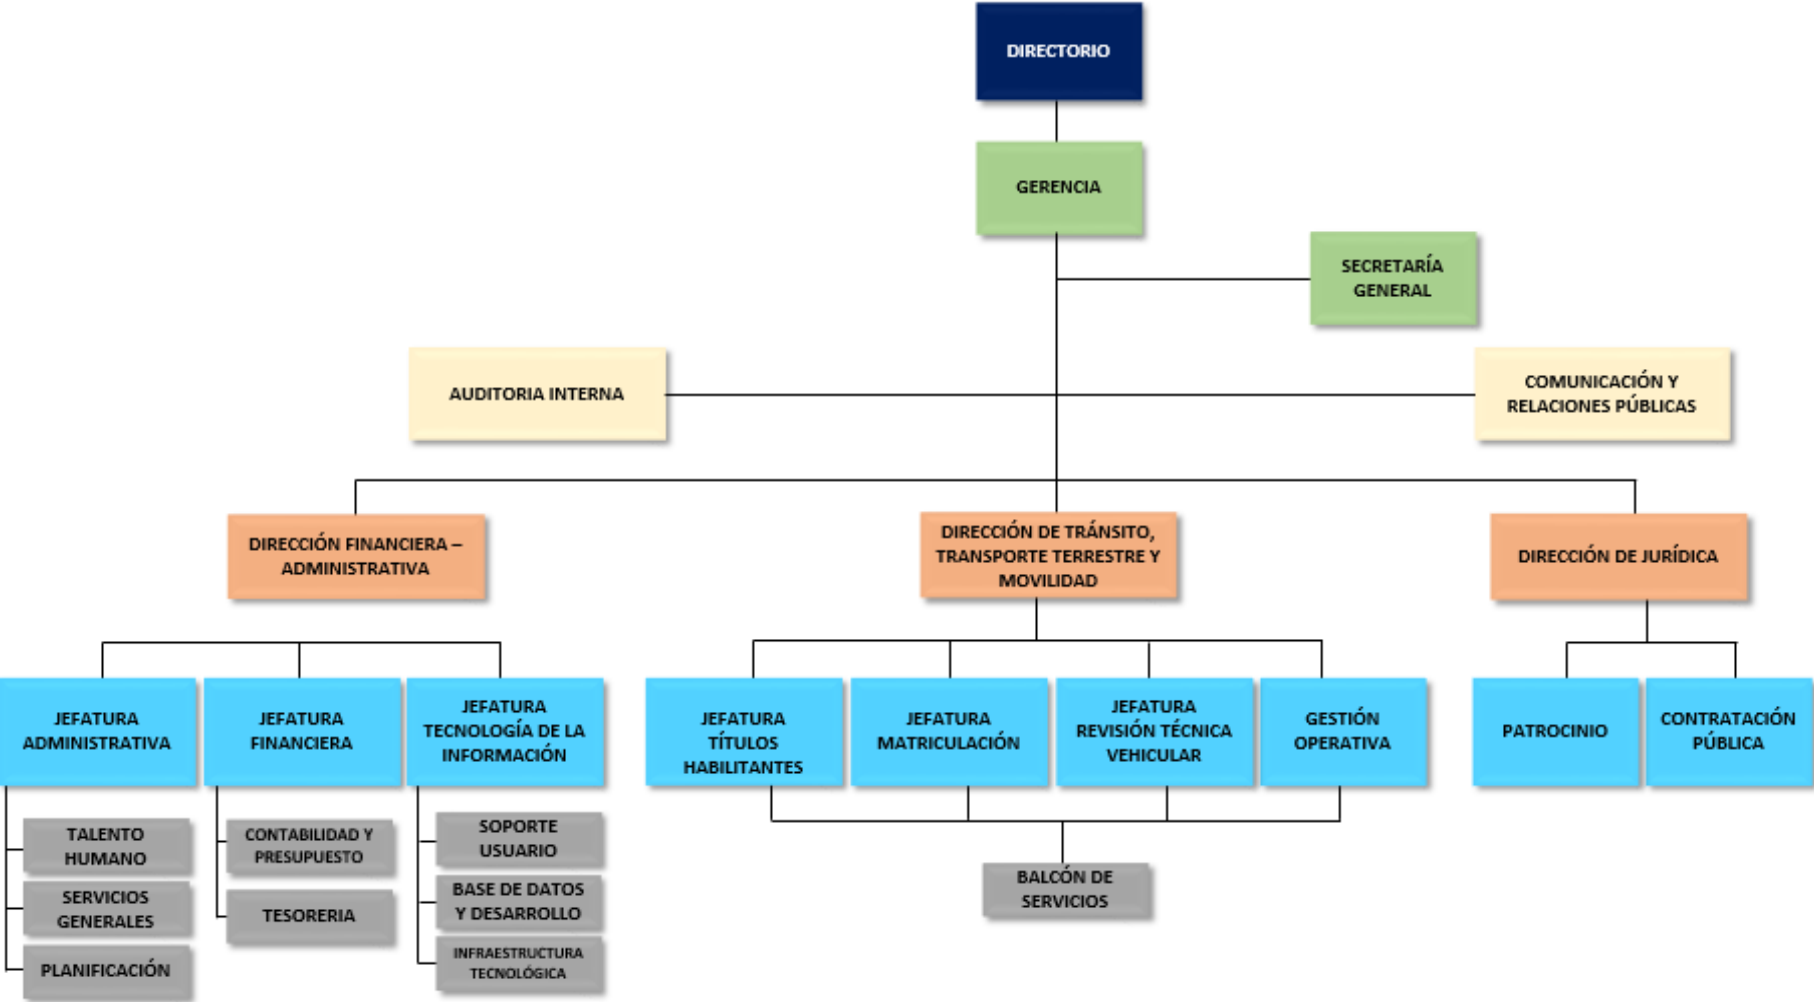 DIRECTORIO
GERENCIA
SECRETARÍA
GENERAL
AUDITORIA INTERNA
COMUNICACIÓN Y
RELACIONES PÚBLICAS
DIRECCIÓN FINANCIERA –
ADMINISTRATIVA
DIRECCIÓN DE TRÁNSITO,
TRANSPORTE TERRESTRE Y
MOVILIDAD
DIRECCIÓN DE JURÍDICA
JEFATURA
ADMINISTRATIVA
JEFATURA
FINANCIERA
JEFATURA
TECNOLOGÍA DE LA
INFORMACIÓN
JEFATURA
TÍTULOS
HABILITANTES
JEFATURA
MATRICULACIÓN
JEFATURA
REVISIÓN TÉCNICA
VEHICULAR
GESTIÓN
OPERATIVA
PATROCINIO
CONTRATACIÓN
PÚBLICA
TALENTO
HUMANO
SERVICIOS
GENERALES
PLANIFICACIÓN
CONTABILIDAD Y
PRESUPUESTO
TESORERIA
SOPORTE
USUARIO
BASE DE DATOS
Y DESARROLLO
INFRAESTRUCTURA
TECNOLÓGICA
BALCÓN DE
SERVICIOS